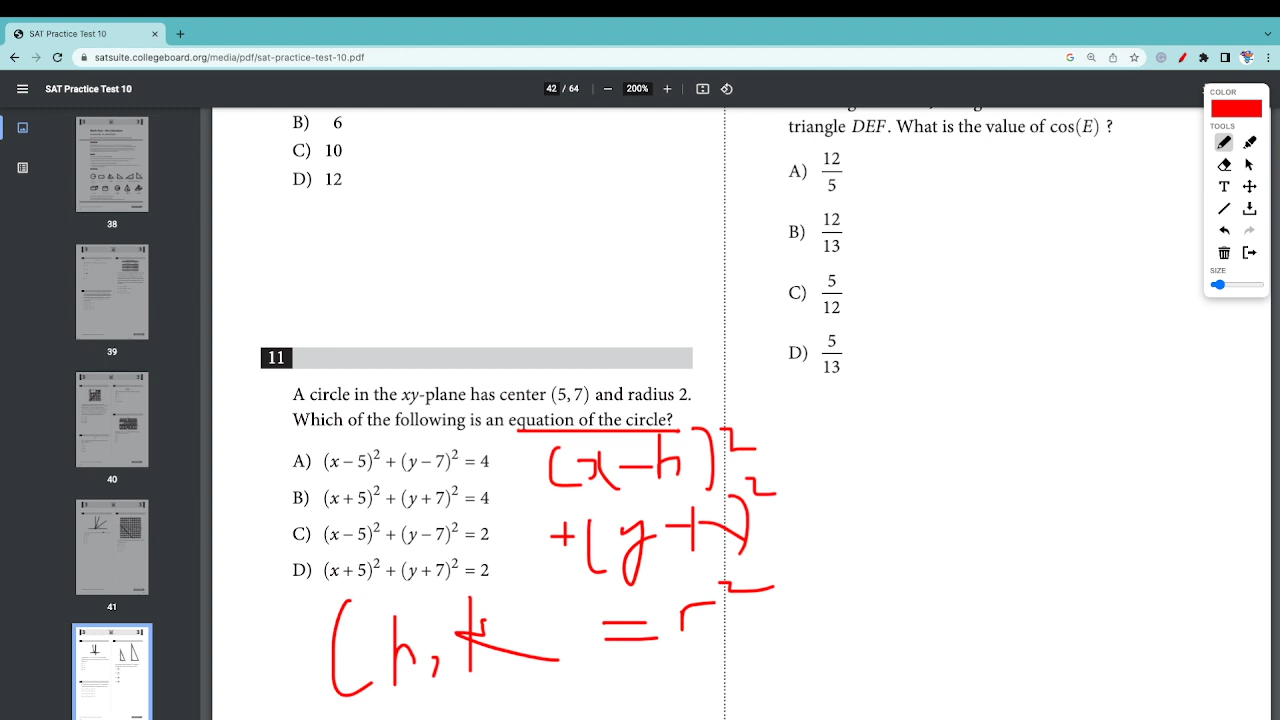 SAT Practice Test 10
satsuite.collegeboard.org/media/pdf/sat-practice-test-10.pdf
SAT Practice Test 10
42 / 64
200%
38
39
40
41
B) 6
C) 10
D) 12
11
A circle in the xy-plane has center (5, 7) and radius 2.
Which of the following is an equation of the circle?
A) (x − 5)² + (y − 7)² = 4
B) (x + 5)² + (y + 7)² = 4
C) (x − 5)² + (y − 7)² = 2
D) (x + 5)² + (y + 7)² = 2
(x − h)²
+(y − k)²
= r²
(h, k
triangle DEF. What is the value of cos(E) ?
A) 12/5
B) 12/13
C) 5/12
D) 5/13
COLOR
TOOLS
T
SIZE